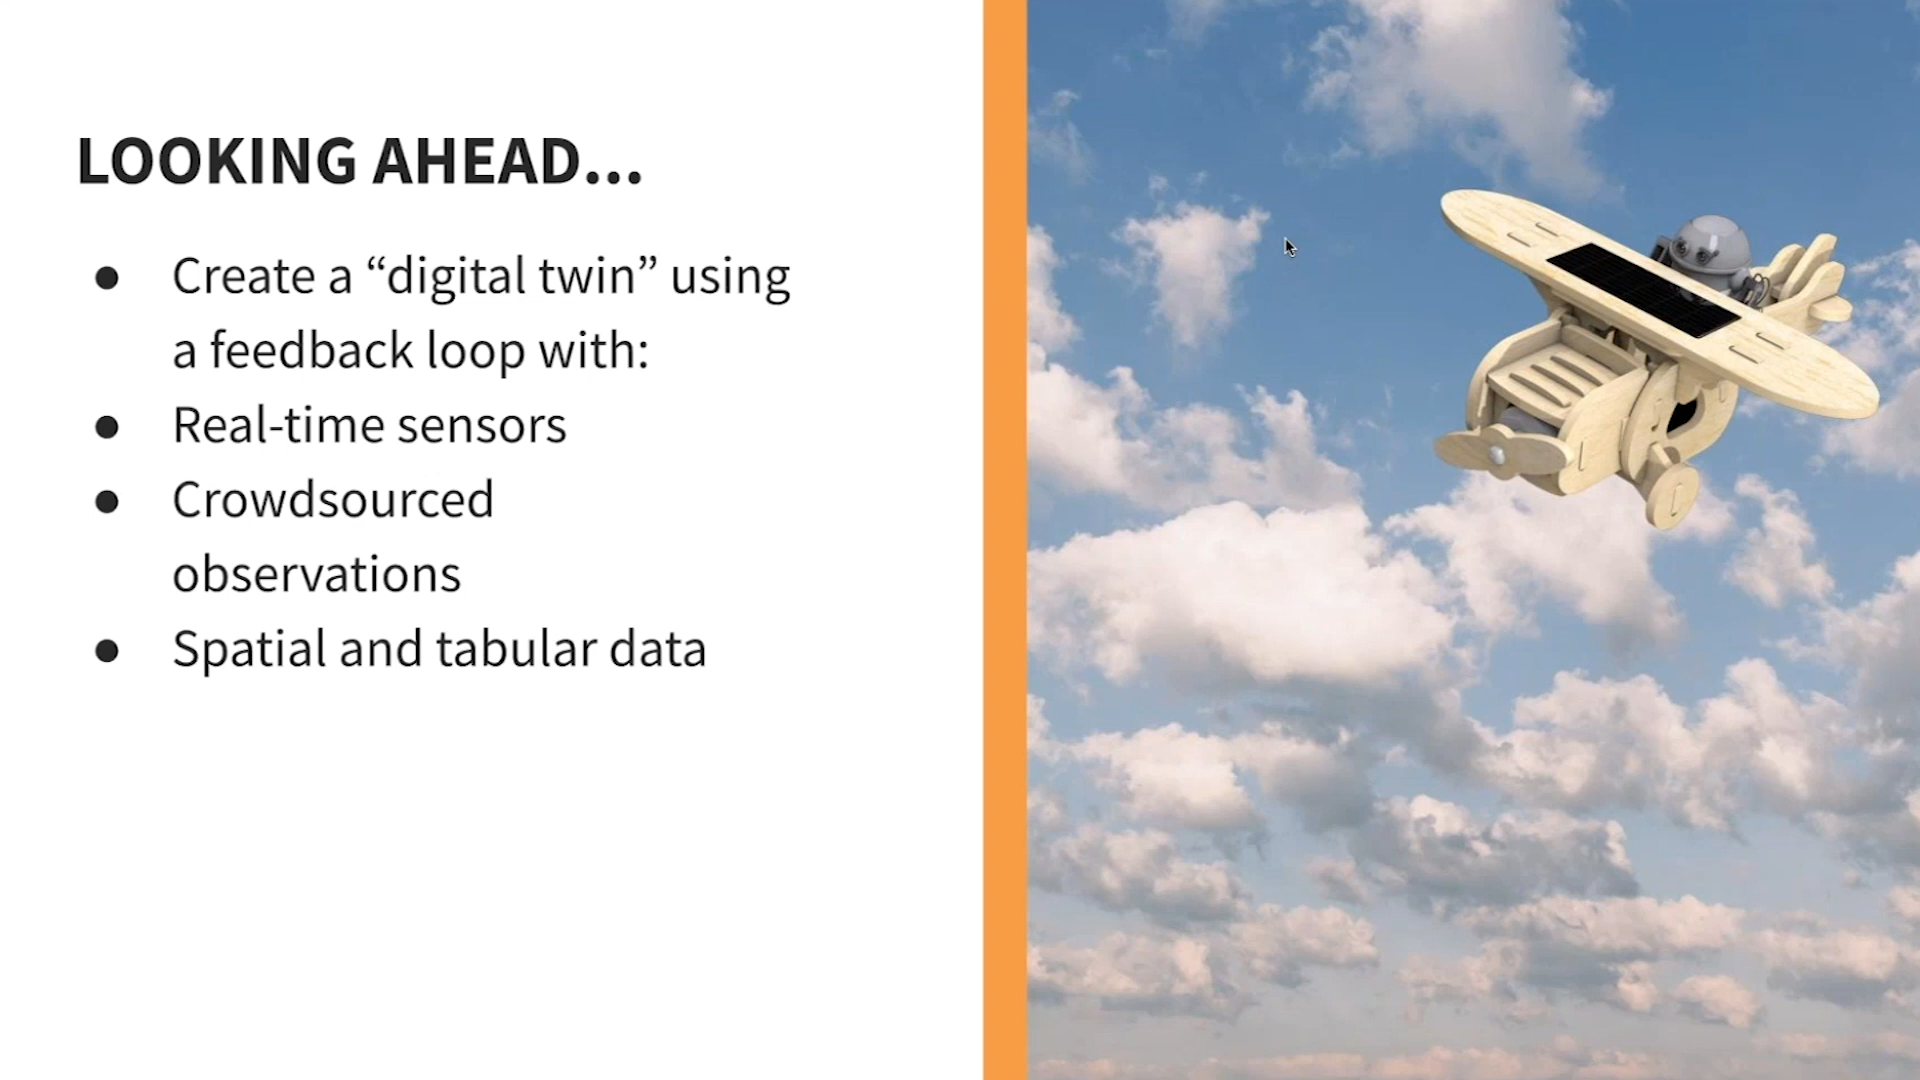 LOOKING AHEAD...
● Create a “digital twin” using
a feedback loop with:
● Real-time sensors
● Crowdsourced
observations
● Spatial and tabular data